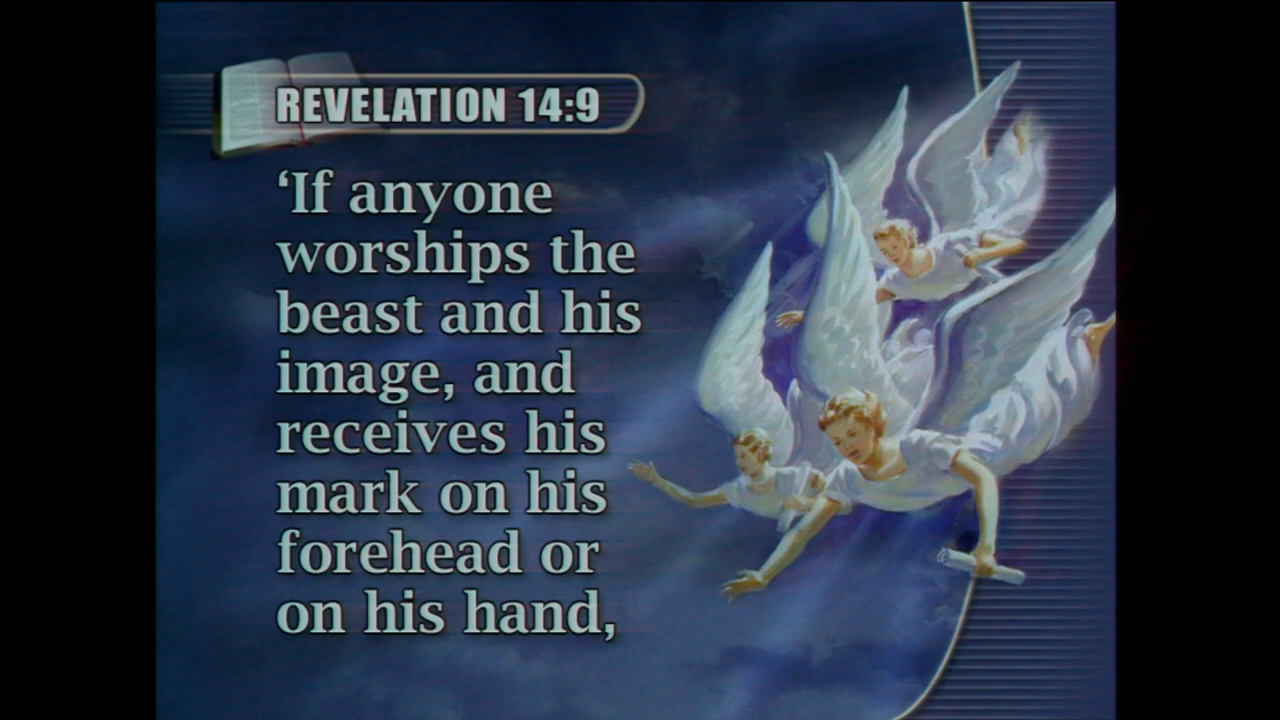 REVELATION 14:9
‘If anyone
worships the
beast and his
image, and
receives his
mark on his
forehead or
on his hand,